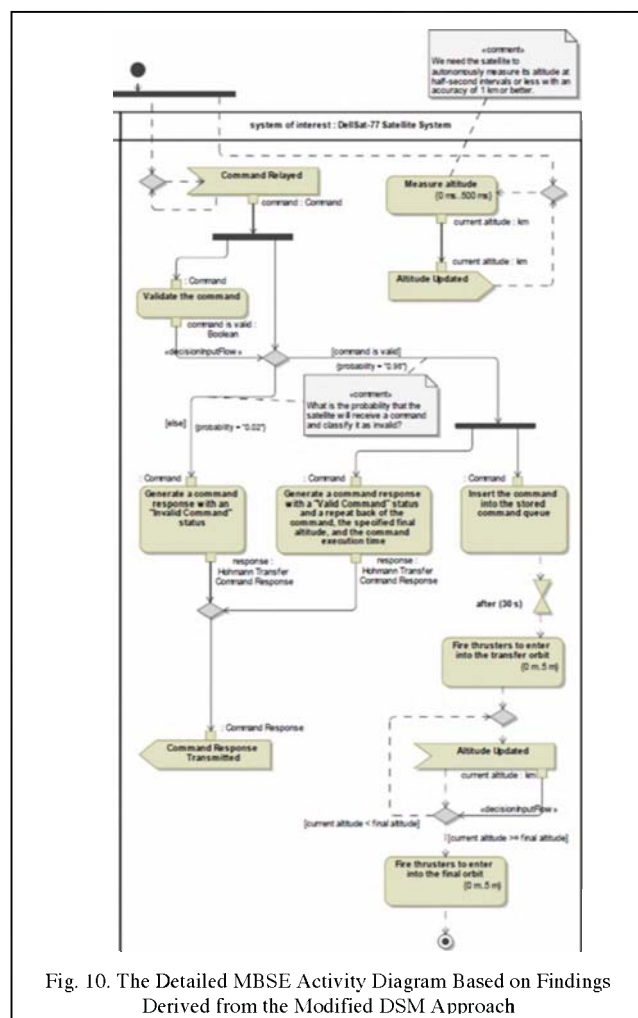 «comment»
We need the satellite to
autonomously measure its altitude at
half-second intervals or less with an
accuracy of 1 km or better.
system of interest : DellSat-77 Satellite System
Command Relayed
command : Command
Measure altitude
{0 ms..500 ms}
current altitude : km
current altitude : km
Altitude Updated
: Command
Validate the command
command is valid :
Boolean
«decisionInputFlow»
[command is valid]
{probability = "0.98"}
«comment»
What is the probability that the
satellite will receive a command
and classify it as invalid?
[else]
{probability = "0.02"}
: Command
Generate a command
response with an
"Invalid Command"
status
: Command
Generate a command response
with a "Valid Command" status
and a repeat back of the
command, the specified final
altitude, and the command
execution time
: Command
Insert the command
into the stored
command queue
response :
Hohmann Transfer
Command Response
response :
Hohmann Transfer
Command Response
after (30 s)
Fire thrusters to enter
into the transfer orbit
{0 m..5 m}
: Command Response
Command Response
Transmitted
Altitude Updated
current altitude : km
«decisionInputFlow»
[current altitude < final altitude]
[current altitude >= final altitude]
Fire thrusters to enter
into the final orbit
{0 m..5 m}
Fig. 10. The Detailed MBSE Activity Diagram Based on Findings
Derived from the Modified DSM Approach